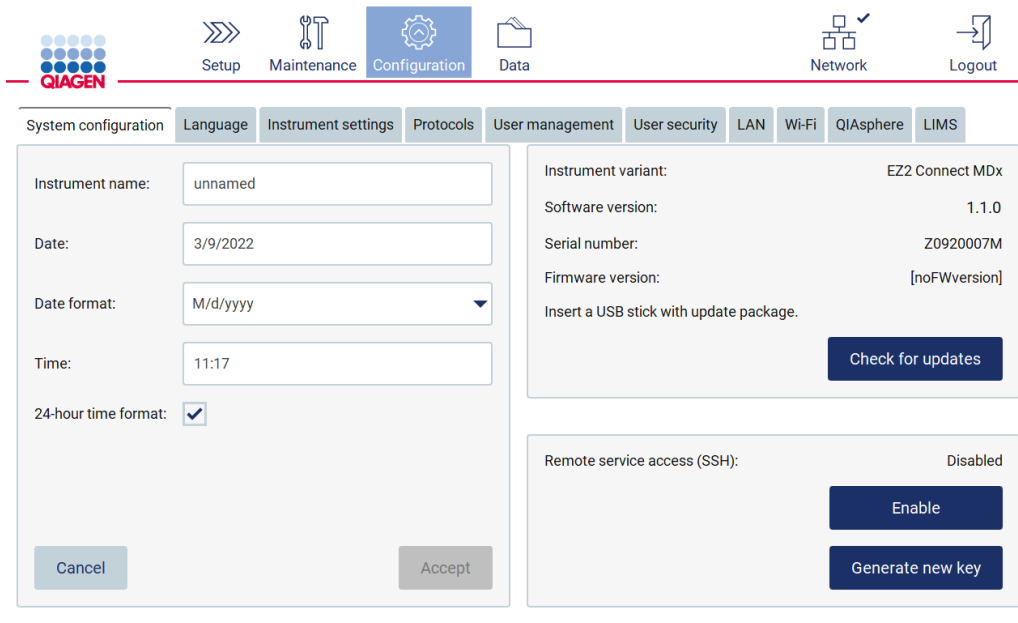 QIAGEN
Setup
Maintenance
Configuration
Data
Network
Logout
System configuration
Language
Instrument settings
Protocols
User management
User security
LAN
Wi-Fi
QIAsphere
LIMS
Instrument name: unnamed
Date: 3/9/2022
Date format: M/d/yyyy
Time: 11:17
24-hour time format:
Cancel
Accept
Instrument variant: EZ2 Connect MDx
Software version: 1.1.0
Serial number: Z0920007M
Firmware version: [noFWversion]
Insert a USB stick with update package.
Check for updates
Remote service access (SSH): Disabled
Enable
Generate new key